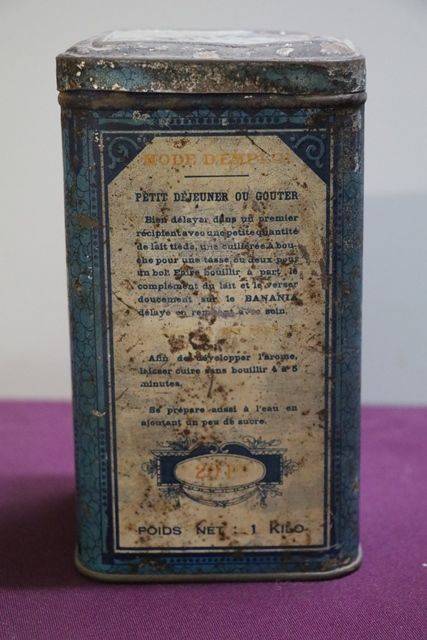 MODE D'EMPLOI
PETIT DÉJEUNER OU GOUTER
Bien délayer dans un premier
récipient avec une petite quantité
de lait tiède, une cuillerée à bou-
che pour une tasse ou deux pour
un bol. Faire bouillir à part le
complément du lait et le verser
doucement sur le BANANIA
délayé en remuant avec soin.
Afin de développer l'arome,
laisser cuire sans bouillir 4 à 5
minutes.
Se prépare aussi à l'eau en
ajoutant un peu de sucre.
POIDS NET : 1 KILO